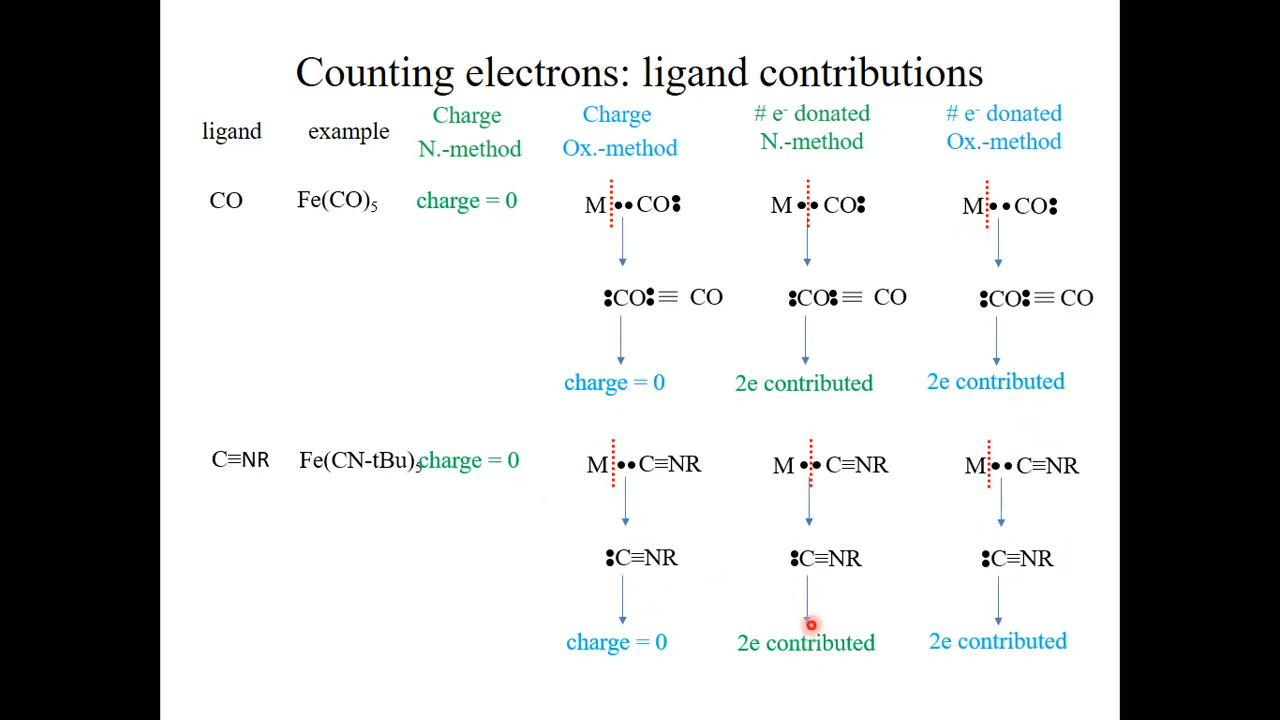 Counting electrons: ligand contributions
ligand example Charge N.-method Charge Ox.-method # e⁻ donated N.-method # e⁻ donated Ox.-method
CO Fe(CO)₅ charge = 0 M••CO: M••CO: M••CO:
:CO:≡ CO :CO:≡ CO :CO:≡ CO
charge = 0 2e contributed 2e contributed
C≡NR Fe(CN-tBu)₅ charge = 0 M••C≡NR M••C≡NR M••C≡NR
:C≡NR :C≡NR :C≡NR
charge = 0 2e contributed 2e contributed